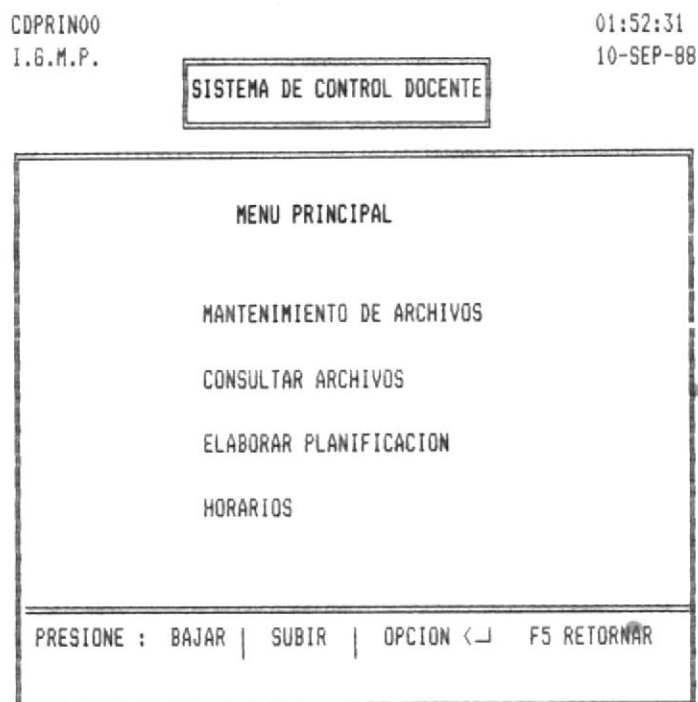 CDPRIN00 01:52:31
I.G.M.P. 10-SEP-88
SISTEMA DE CONTROL DOCENTE
MENU PRINCIPAL
MANTENIMIENTO DE ARCHIVOS
CONSULTAR ARCHIVOS
ELABORAR PLANIFICACION
HORARIOS
PRESIONE : BAJAR | SUBIR | OPCION <┘ F5 RETORNAR